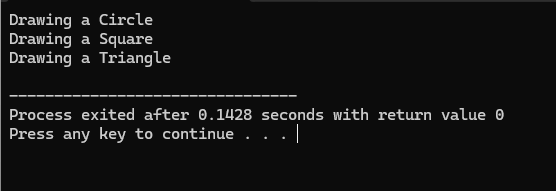 Drawing a Circle
Drawing a Square
Drawing a Triangle
--------------------------------
Process exited after 0.1428 seconds with return value 0
Press any key to continue . . .